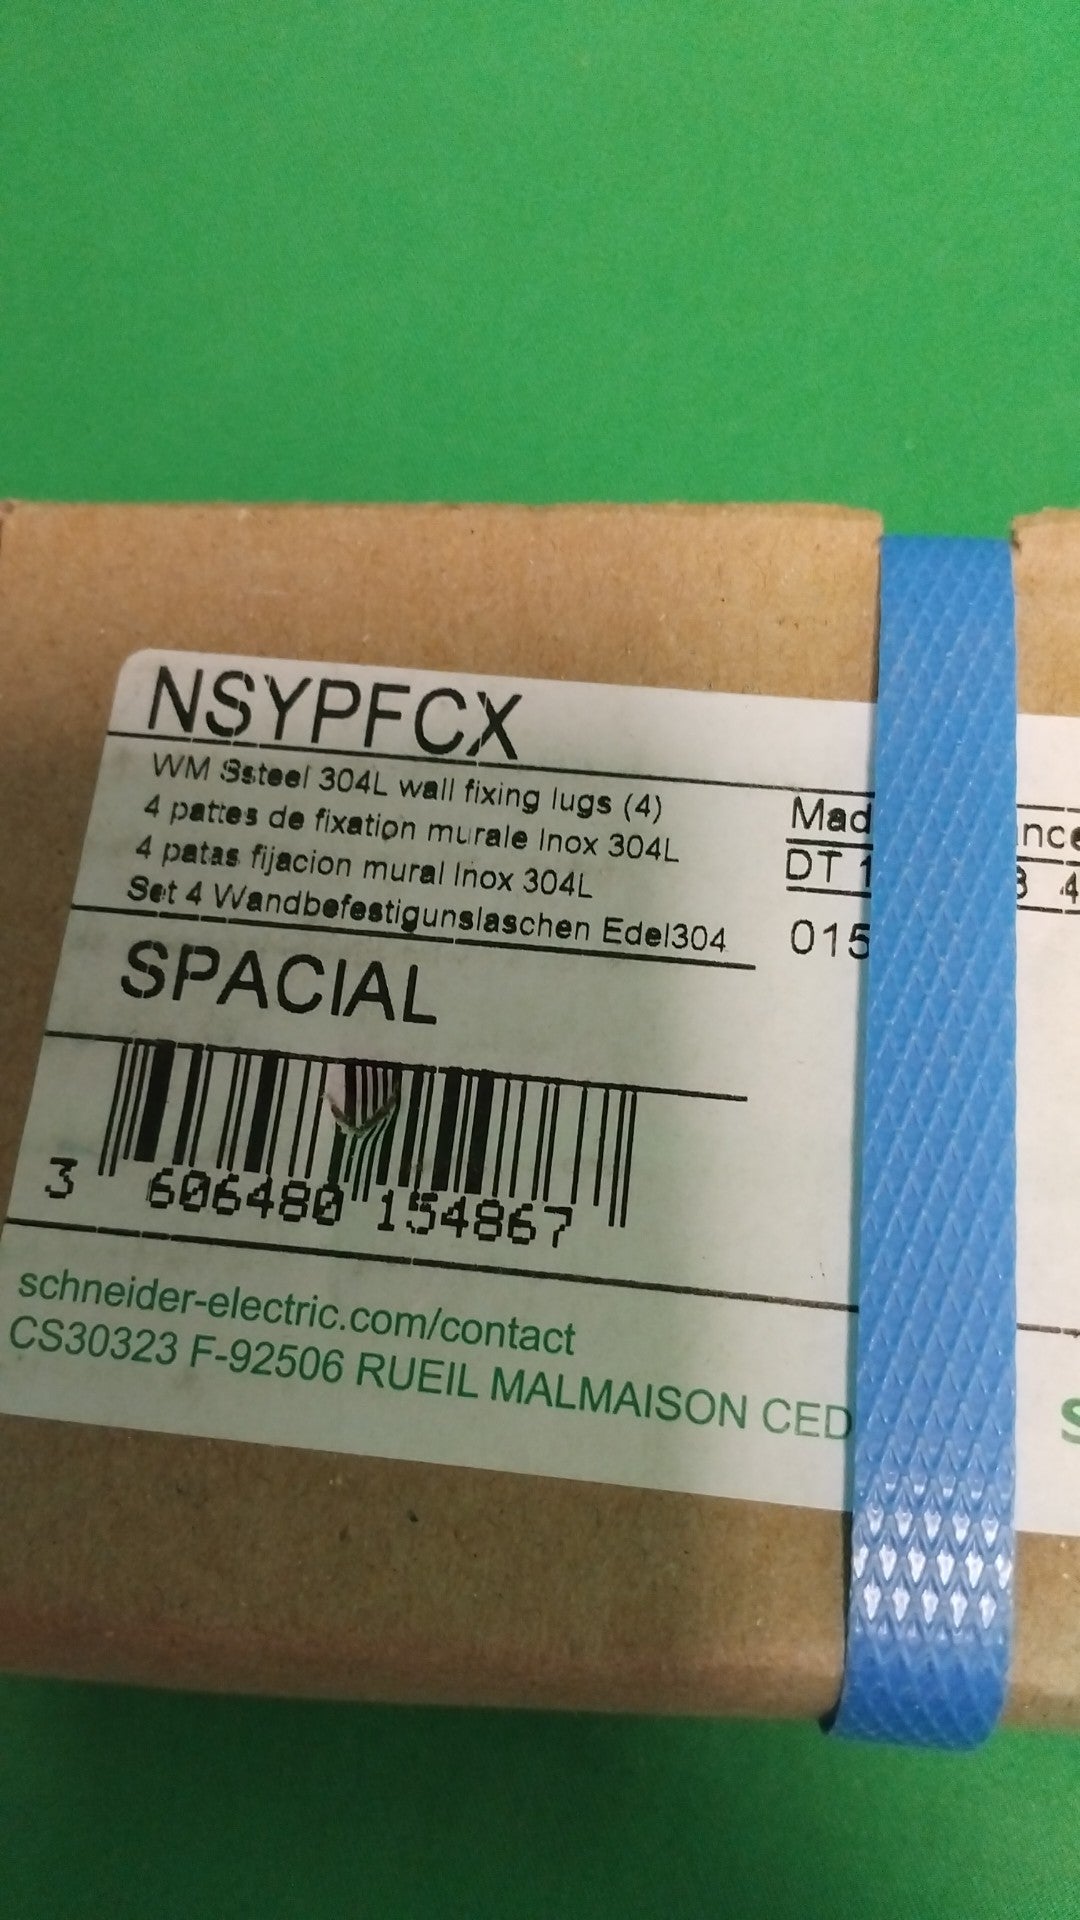 NSYPFCX
WM Ssteel 304L wall fixing lugs (4)
4 pattes de fixation murale Inox 304L
4 patas fijacion mural Inox 304L
Set 4 Wandbefestigunslaschen Edel304
DT
015
SPACIAL
3 606480 154867
schneider-electric.com/contact
CS30323 F-92506 RUEIL MALMAISON CED